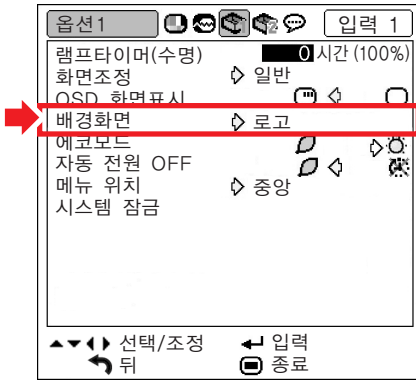 옵션1 입력 1
램프타이머(수명) 0 시간 (100%)
화면조정 일반
OSD 화면표시
배경화면 로고
에코모드
자동 전원 OFF
메뉴 위치 중앙
시스템 잠금
선택/조정 입력
뒤 종료